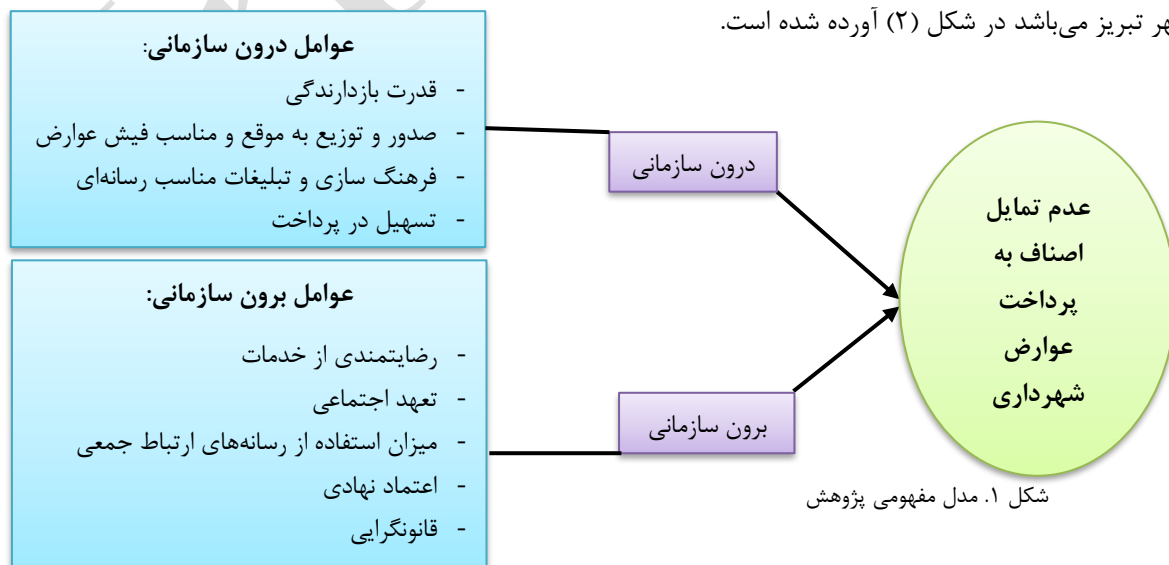 هر تبریز می‌باشد در شکل (۲) آورده شده است.
عوامل درون سازمانی:
- قدرت بازدارندگی
- صدور و توزیع به موقع و مناسب فیش عوارض
- فرهنگ سازی و تبلیغات مناسب رسانه‌ای
- تسهیل در پرداخت
درون سازمانی
عدم تمایل
اصناف به
پرداخت
عوارض
شهرداری
عوامل برون سازمانی:
- رضایتمندی از خدمات
- تعهد اجتماعی
- میزان استفاده از رسانه‌های ارتباط جمعی
- اعتماد نهادی
- قانونگرایی
برون سازمانی
شکل ۱. مدل مفهومی پژوهش